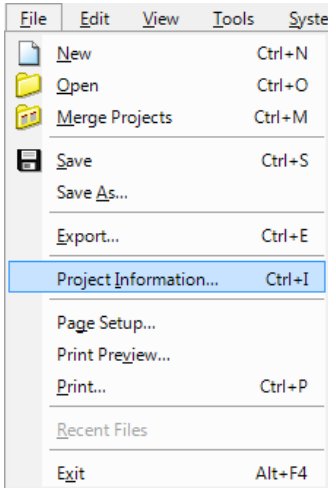 File Edit View Tools Syste
New Ctrl+N
Open Ctrl+O
Merge Projects Ctrl+M
Save Ctrl+S
Save As...
Export... Ctrl+E
Project Information... Ctrl+I
Page Setup...
Print Preview...
Print... Ctrl+P
Recent Files
Exit Alt+F4